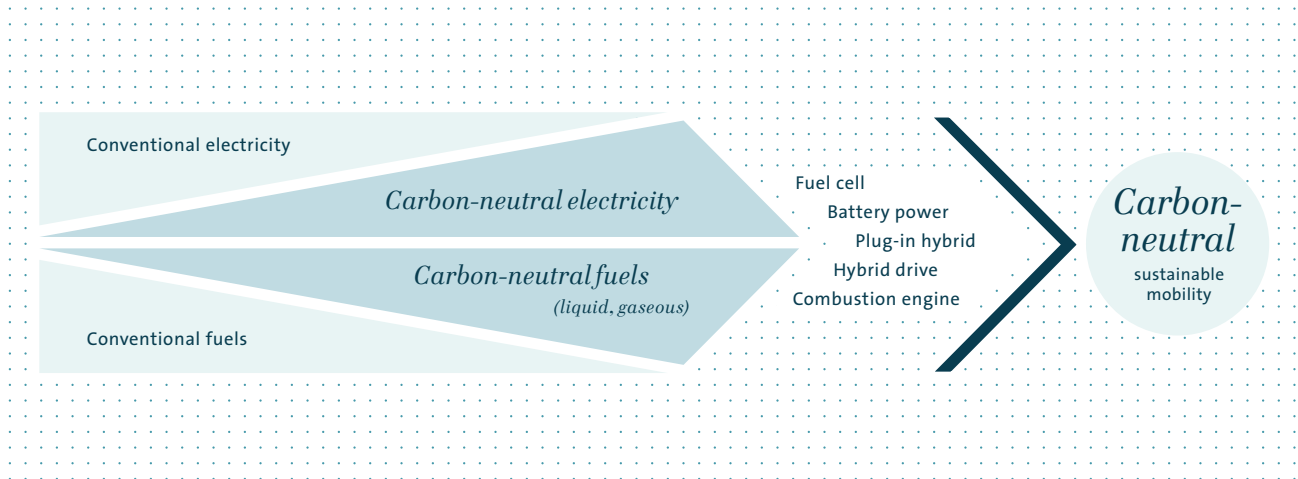 Conventional electricity
Carbon-neutral electricity
Carbon-neutral fuels
(liquid, gaseous)
Conventional fuels
Fuel cell
Battery power
Plug-in hybrid
Hybrid drive
Combustion engine
Carbon-
neutral
sustainable
mobility